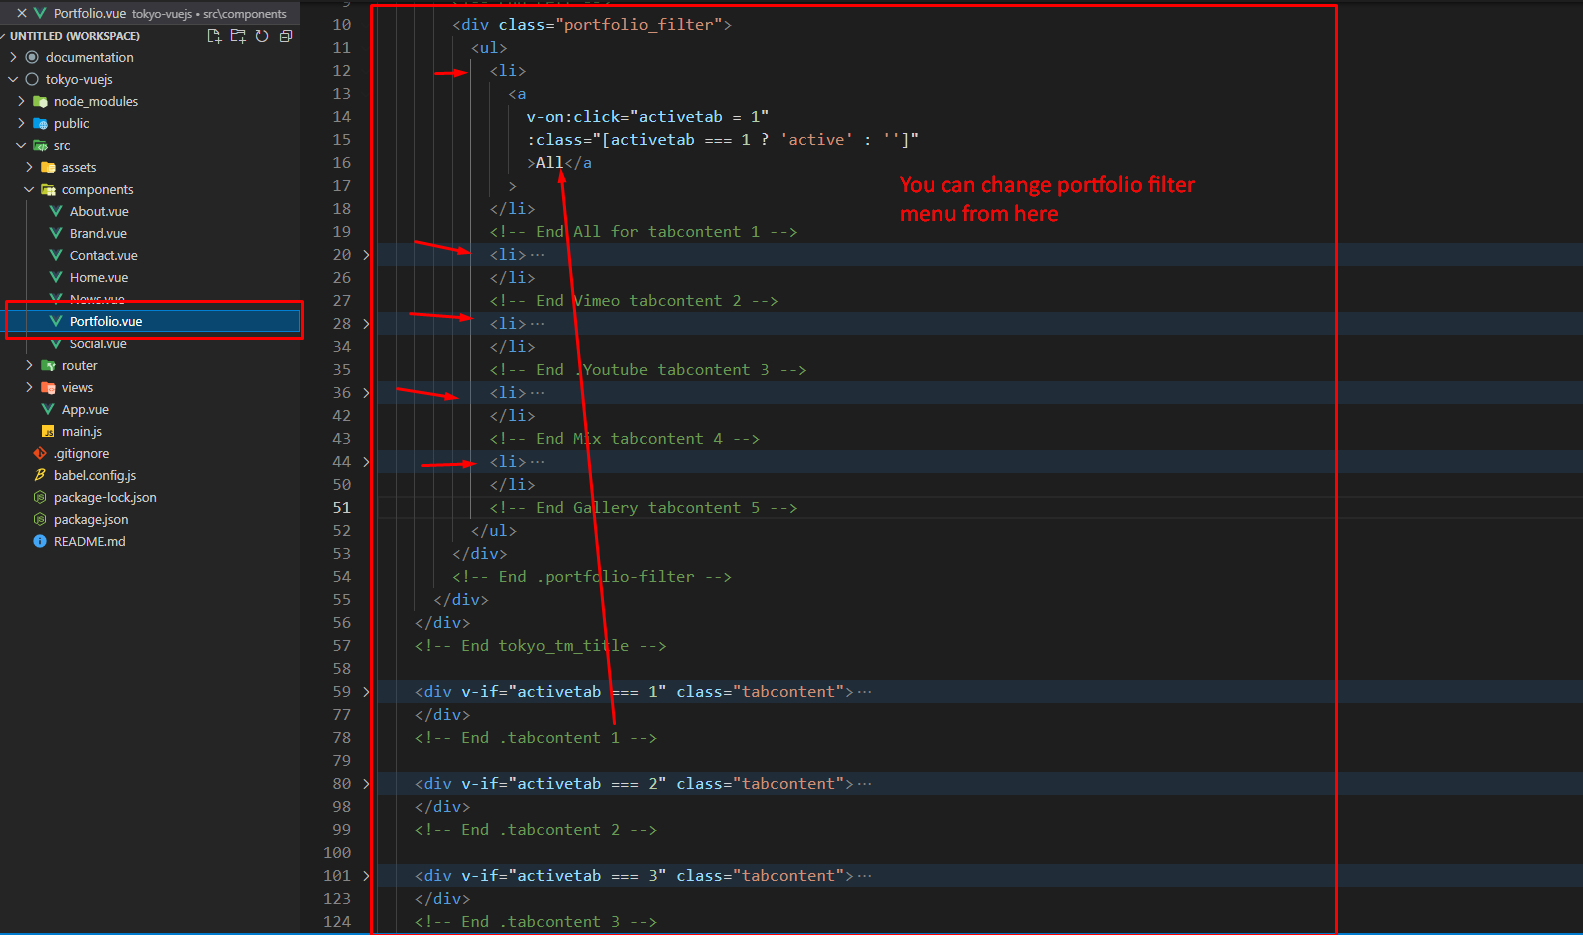 Portfolio.vue tokyo-vuejs • src\components
UNTITLED (WORKSPACE)
documentation
tokyo-vuejs
node_modules
public
src
assets
components
About.vue
Brand.vue
Contact.vue
Home.vue
News.vue
Portfolio.vue
Social.vue
router
views
App.vue
JS main.js
.gitignore
babel.config.js
package-lock.json
package.json
README.md
9
10 <div class="portfolio_filter">
11 <ul>
12 <li>
13 <a
14 v-on:click="activetab = 1"
15 :class="[activetab === 1 ? 'active' : '']"
16 >All</a
17 >
18 </li>
19 <!-- End All for tabcontent 1 -->
20 <li>···
26 </li>
27 <!-- End Vimeo tabcontent 2 -->
28 <li>···
34 </li>
35 <!-- End .Youtube tabcontent 3 -->
36 <li>···
42 </li>
43 <!-- End Mix tabcontent 4 -->
44 <li>···
50 </li>
51 <!-- End Gallery tabcontent 5 -->
52 </ul>
53 </div>
54 <!-- End .portfolio-filter -->
55 </div>
56 </div>
57 <!-- End tokyo_tm_title -->
58
59 <div v-if="activetab === 1" class="tabcontent">···
77 </div>
78 <!-- End .tabcontent 1 -->
79
80 <div v-if="activetab === 2" class="tabcontent">···
98 </div>
99 <!-- End .tabcontent 2 -->
100
101 <div v-if="activetab === 3" class="tabcontent">···
123 </div>
124 <!-- End .tabcontent 3 -->
You can change portfolio filter
menu from here